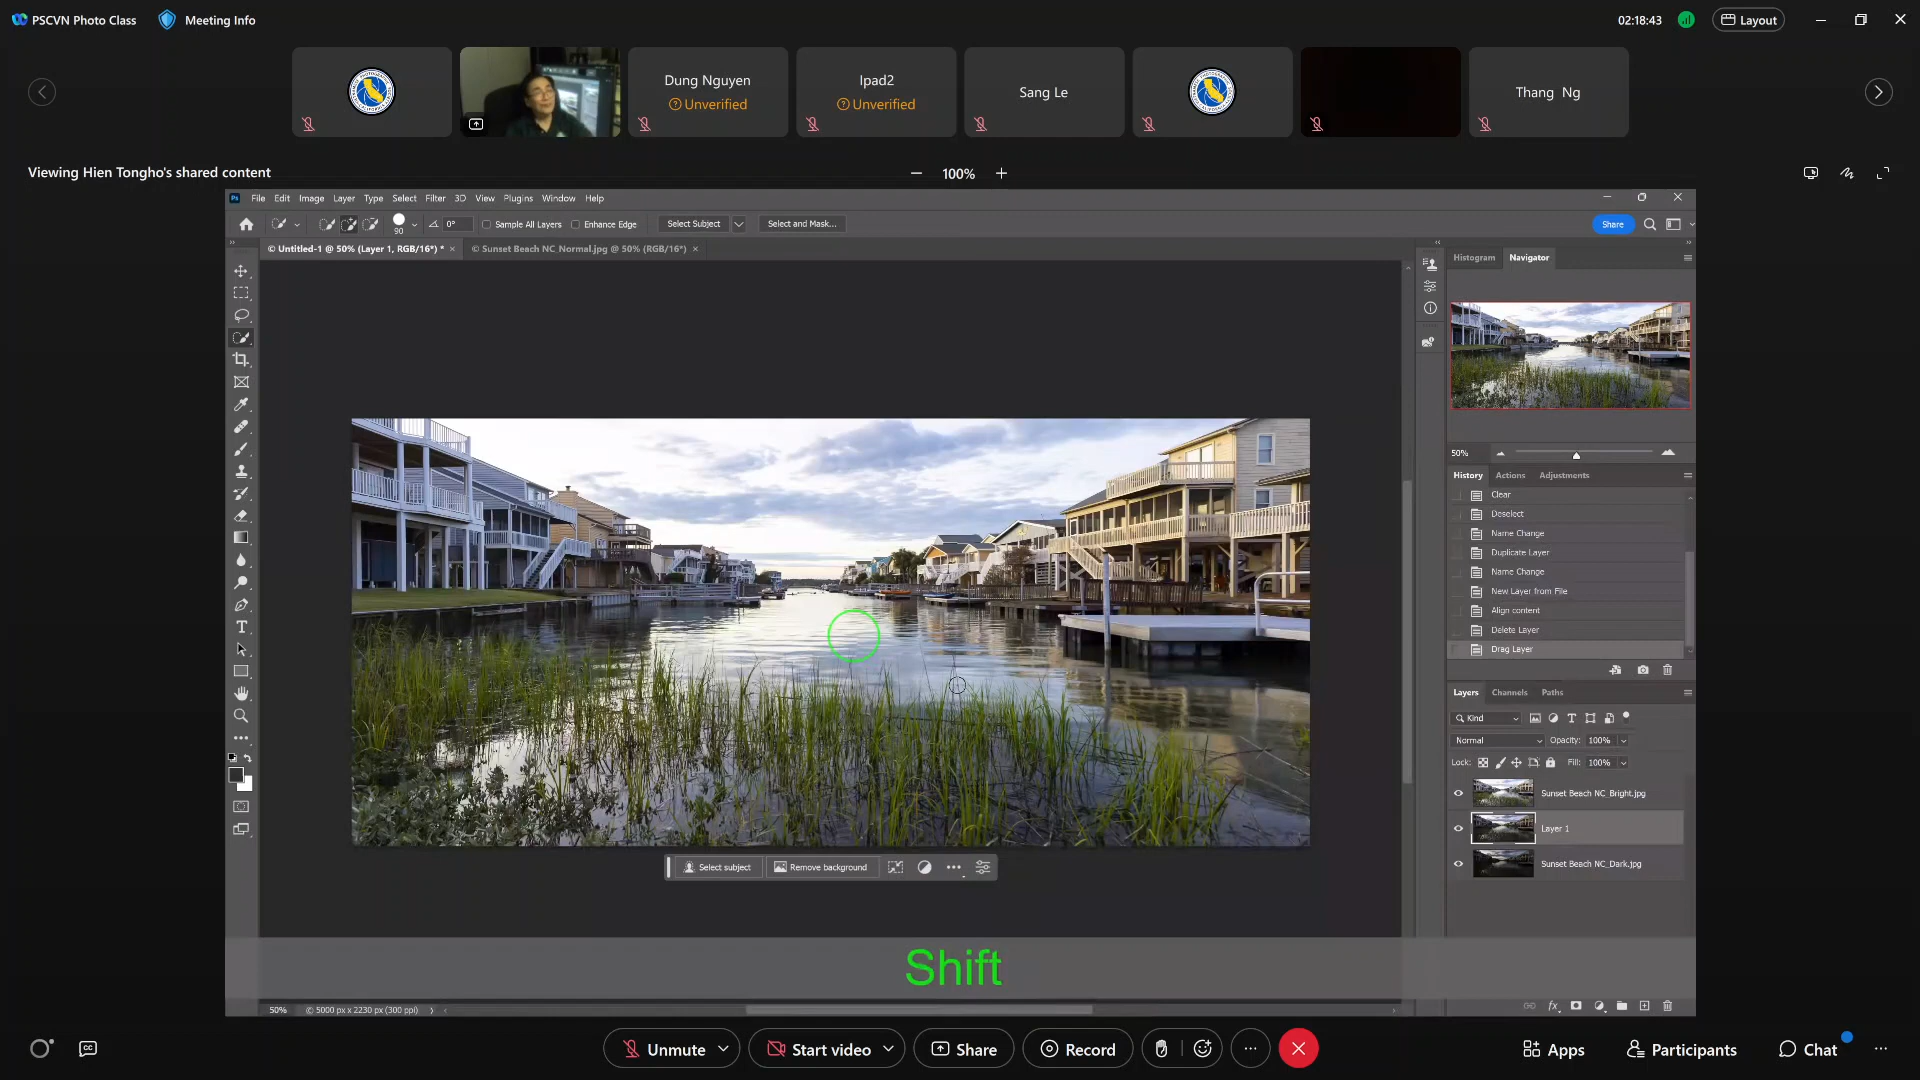 PSCVN Photo Class
Meeting Info
02:18:43
Layout
Dung Nguyen
Unverified
Ipad2
Unverified
Sang Le
Thang Ng
Viewing Hien Tongho's shared content
100%
Ps File Edit Image Layer Type Select Filter 3D View Plugins Window Help
90
0°
Sample All Layers
Enhance Edge
Select Subject
Select and Mask...
Share
© Untitled-1 @ 50% (Layer 1, RGB/16*) *
© Sunset Beach NC_Normal.jpg @ 50% (RGB/16*)
Histogram
Navigator
50%
History
Actions
Adjustments
Clear
Deselect
Name Change
Duplicate Layer
Name Change
New Layer from File
Align content
Delete Layer
Drag Layer
Layers
Channels
Paths
Kind
Normal
Opacity: 100%
Lock:
Fill: 100%
Sunset Beach NC_Bright.jpg
Layer 1
Sunset Beach NC_Dark.jpg
Select subject
Remove background
Shift
50%
© 5000 px x 2230 px (300 ppi)
Unmute
Start video
Share
Record
Apps
Participants
Chat